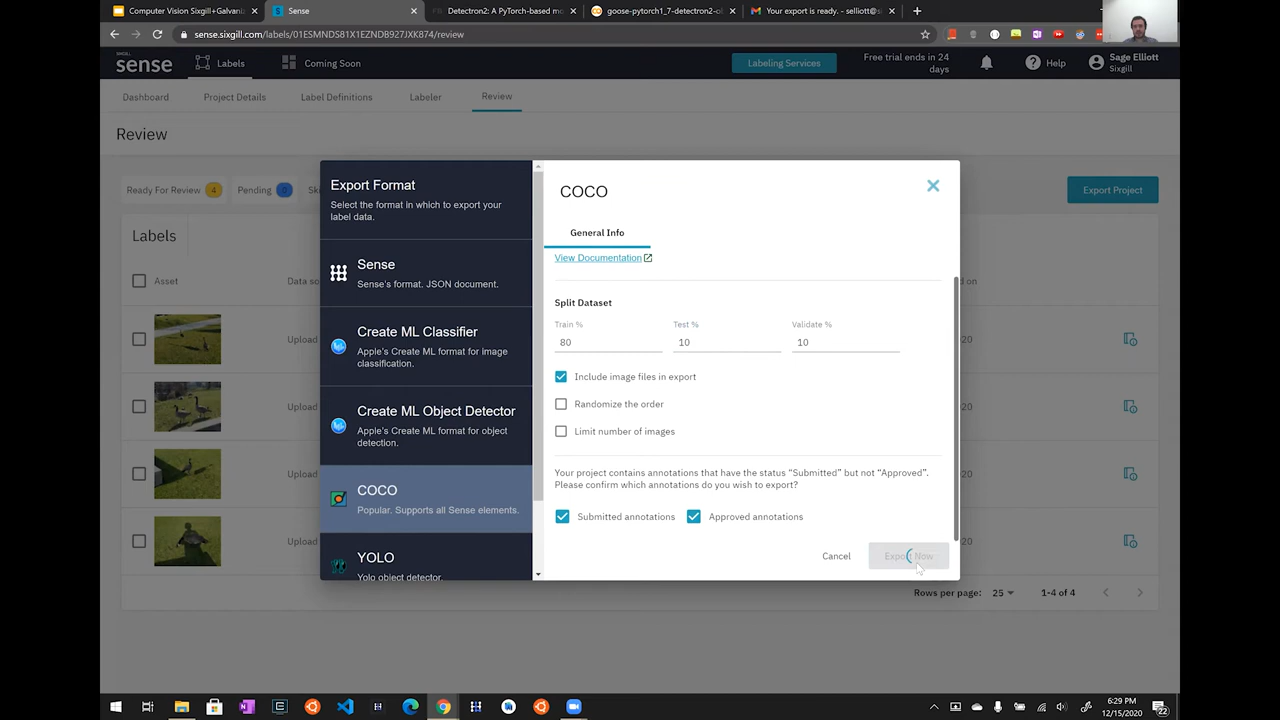 Computer Vision Sixgill+Galvani
Sense
Detectron2: A PyTorch-based mo
goose-pytorch1_7-detectron2-ol
Your export is ready. - selliott@si
sense.sixgill.com/labels/01ESMNDS81X1EZNDB927JXK874/review
SIXGILL
sense
Labels
Coming Soon
Labeling Services
Free trial ends in 24
days
Help
Sage Elliott
Sixgill
Dashboard
Project Details
Label Definitions
Labeler
Review
Review
Ready For Review 4
Pending 0
Export Project
Labels
Asset
Data so
d on
Upload
20
Upload
20
Upload
20
Upload
20
Rows per page: 25
1-4 of 4
Export Format
Select the format in which to export your
label data.
Sense
Sense's format. JSON document.
Create ML Classifier
Apple's Create ML format for image
classification.
Create ML Object Detector
Apple's Create ML format for object
detection.
COCO
Popular. Supports all Sense elements.
YOLO
Yolo object detector.
COCO
General Info
View Documentation
Split Dataset
Train %
Test %
Validate %
80
10
10
Include image files in export
Randomize the order
Limit number of images
Your project contains annotations that have the status “Submitted” but not “Approved”.
Please confirm which annotations do you wish to export?
Submitted annotations
Approved annotations
Cancel
Export Now
6:29 PM
12/15/2020
22